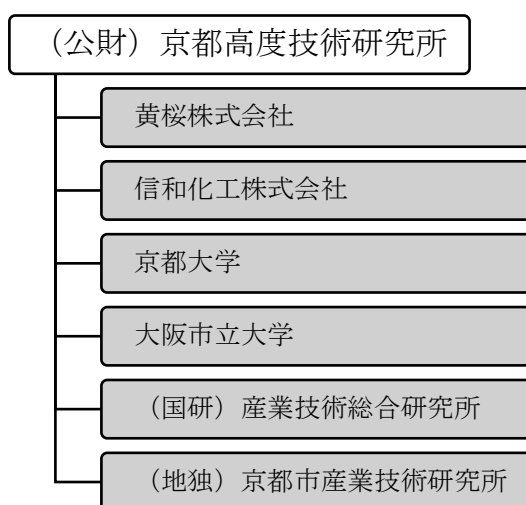 （公財）京都高度技術研究所
黄桜株式会社
信和化工株式会社
京都大学
大阪市立大学
（国研）産業技術総合研究所
（地独）京都市産業技術研究所